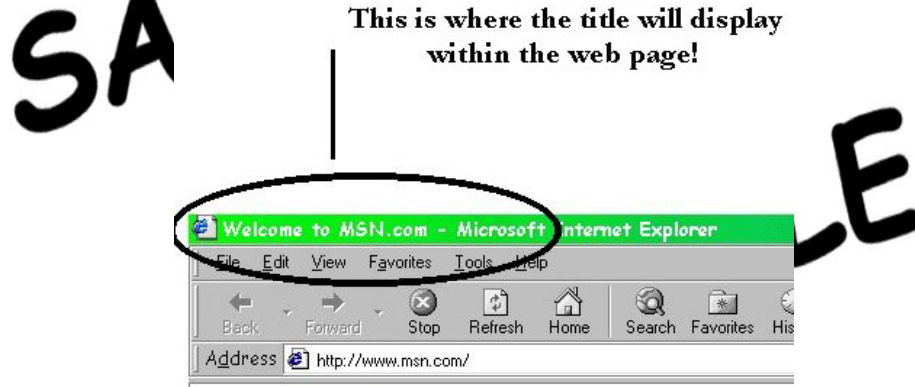 This is where the title will display
within the web page!
SA
LE
Welcome to MSN.com - Microsoft Internet Explorer
File Edit View Favorites Tools Help
Back Forward Stop Refresh Home Search Favorites His
Address http://www.msn.com/